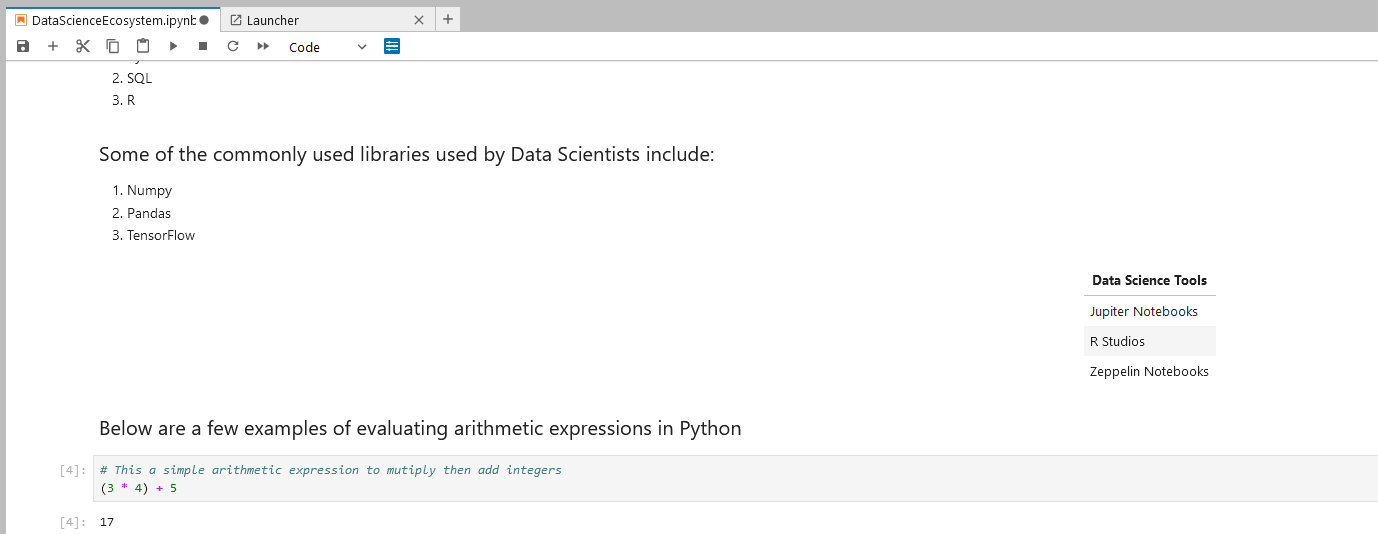 DataScienceEcosystem.ipynb
Launcher
Code
2. SQL
3. R
Some of the commonly used libraries used by Data Scientists include:
1. Numpy
2. Pandas
3. TensorFlow
Data Science Tools
Jupiter Notebooks
R Studios
Zeppelin Notebooks
Below are a few examples of evaluating arithmetic expressions in Python
[4]: # This a simple arithmetic expression to mutiply then add integers
(3 * 4) + 5
[4]: 17